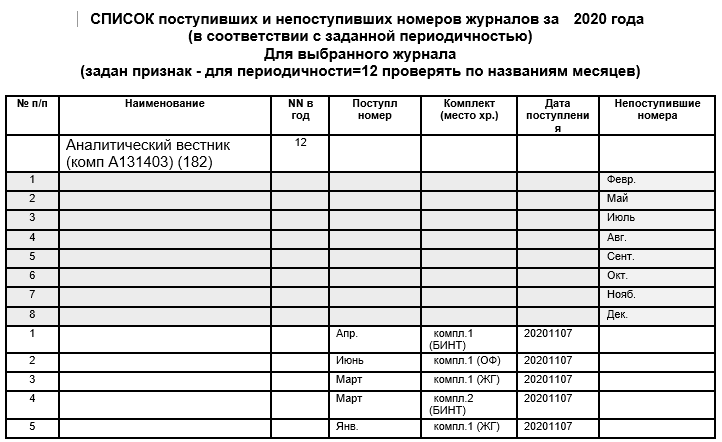 СПИСОК поступивших и непоступивших номеров журналов за 2020 года
(в соответствии с заданной периодичностью)
Для выбранного журнала
(задан признак - для периодичности=12 проверять по названиям месяцев)
№ п/п Наименование NN в год Поступл номер Комплект (место хр.) Дата поступления Непоступившие номера
Аналитический вестник (комп А131403) (182) 12
1 Февр.
2 Май
3 Июль
4 Авг.
5 Сент.
6 Окт.
7 Нояб.
8 Дек.
1 Апр. компл.1 (БИНТ) 20201107
2 Июнь компл.1 (ОФ) 20201107
3 Март компл.1 (ЖГ) 20201107
4 Март компл.2 (БИНТ) 20201107
5 Янв. компл.1 (ЖГ) 20201107